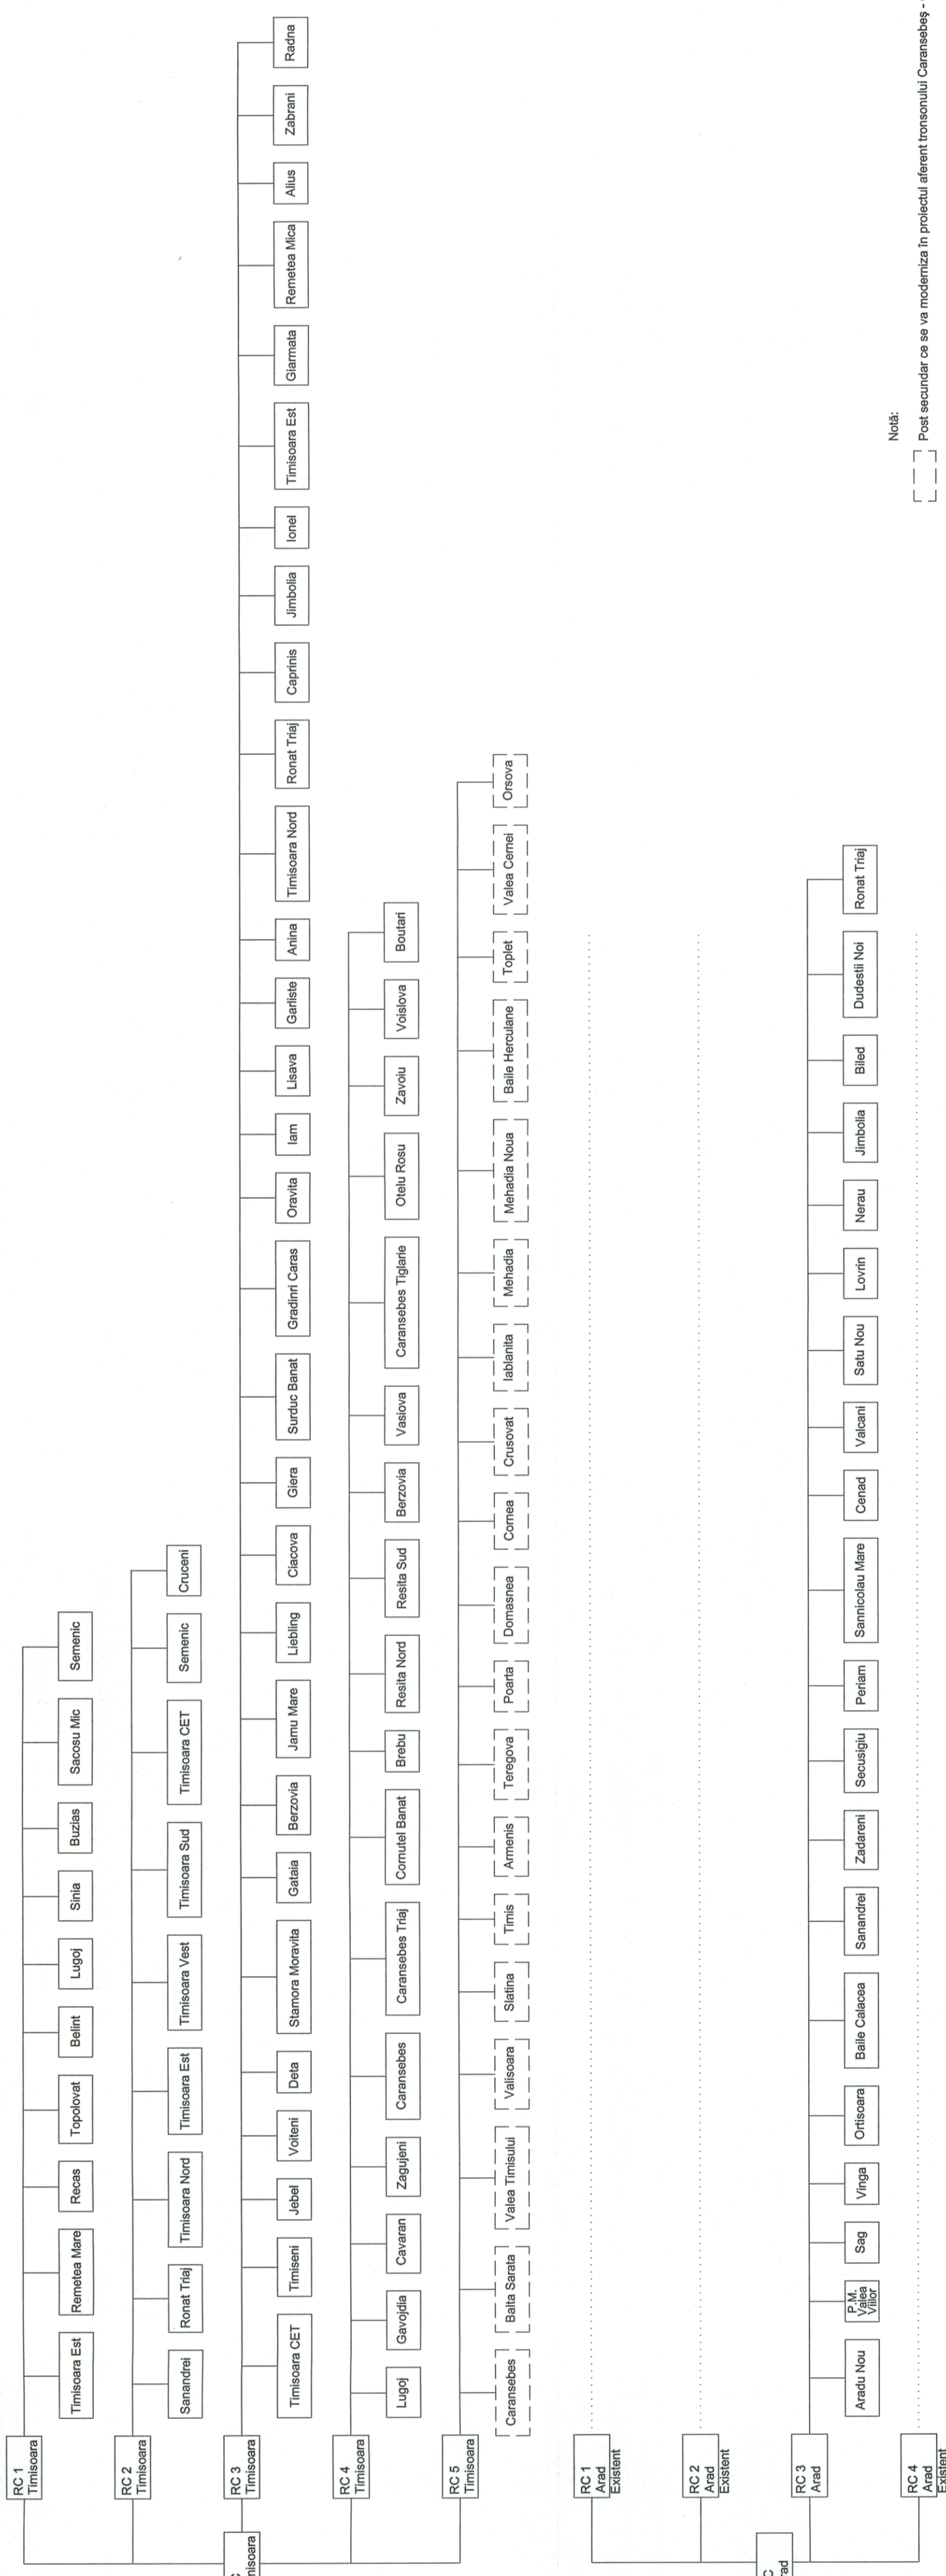 RC 1
Timisoara
Timisoara Est
Remetea Mare
Recas
Topolovat
Belint
Lugoj
Sinia
Buzias
Sacosu Mic
Semenic
RC 2
Timisoara
Sanandrei
Ronat Triaj
Timisoara Nord
Timisoara Est
Timisoara Vest
Timisoara Sud
Timisoara CET
Semenic
Cruceni
RC 3
Timisoara
Timisoara CET
Timiseni
Jebel
Voiteni
Deta
Stamora Moravita
Gataia
Berzovia
Jamu Mare
Liebling
Ciacova
Giera
Surduc Banat
Gradinri Caras
Oravita
Iam
Lisava
Garliste
Anina
Timisoara Nord
Ronat Triaj
Caprinis
Jimbolia
Ionel
Timisoara Est
Giarmata
Remetea Mica
Alius
Zabrani
Radna
RC 4
Timisoara
Lugoj
Gavojdia
Cavaran
Zagujeni
Caransebes
Caransebes Triaj
Cornutel Banat
Brebu
Resita Nord
Resita Sud
Berzovia
Vasiova
Caransebes Tiglarie
Otelu Rosu
Zavoiu
Voislova
Boutari
RC 5
Timisoara
Caransebes
Balta Sarata
Valea Timisului
Valisoara
Slatina
Timis
Armenis
Teregova
Poarta
Domasnea
Cornea
Crusovat
Iablanita
Mehadia
Mehadia Noua
Baile Herculane
Toplet
Valea Cernei
Orsova
RC 1
Arad
Existent
RC 2
Arad
Existent
RC 3
Arad
Aradu Nou
P.M.
Valea
Viilor
Sag
Vinga
Ortisoara
Baile Calacea
Sanandrei
Zadareni
Secusigiu
Periam
Sannicolau Mare
Cenad
Valcani
Satu Nou
Lovrin
Nerau
Jimbolia
Biled
Dudestii Noi
Ronat Triaj
RC 4
Arad
Existent
Notă:
Post secundar ce se va moderniza în proiectul aferent tronsonului Caransebeş -